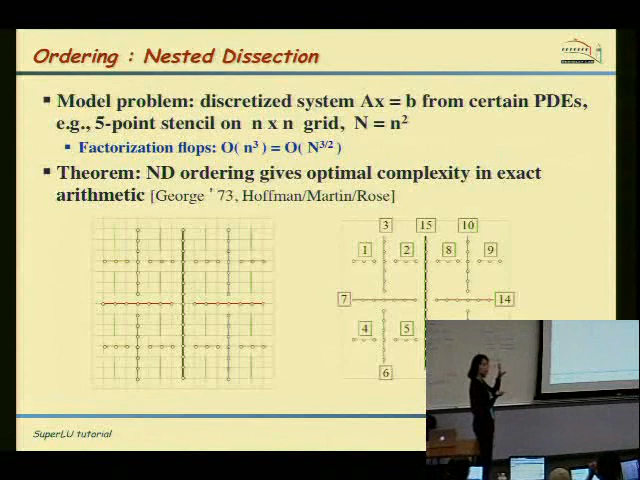 Ordering : Nested Dissection
▪ Model problem: discretized system Ax = b from certain PDEs,
e.g., 5-point stencil on n x n grid, N = n²
▪ Factorization flops: O( n³ ) = O( N³/² )
▪ Theorem: ND ordering gives optimal complexity in exact
arithmetic [George '73, Hoffman/Martin/Rose]
3 15 10
1 2 8 9
7 14
4 5
6
SuperLU tutorial